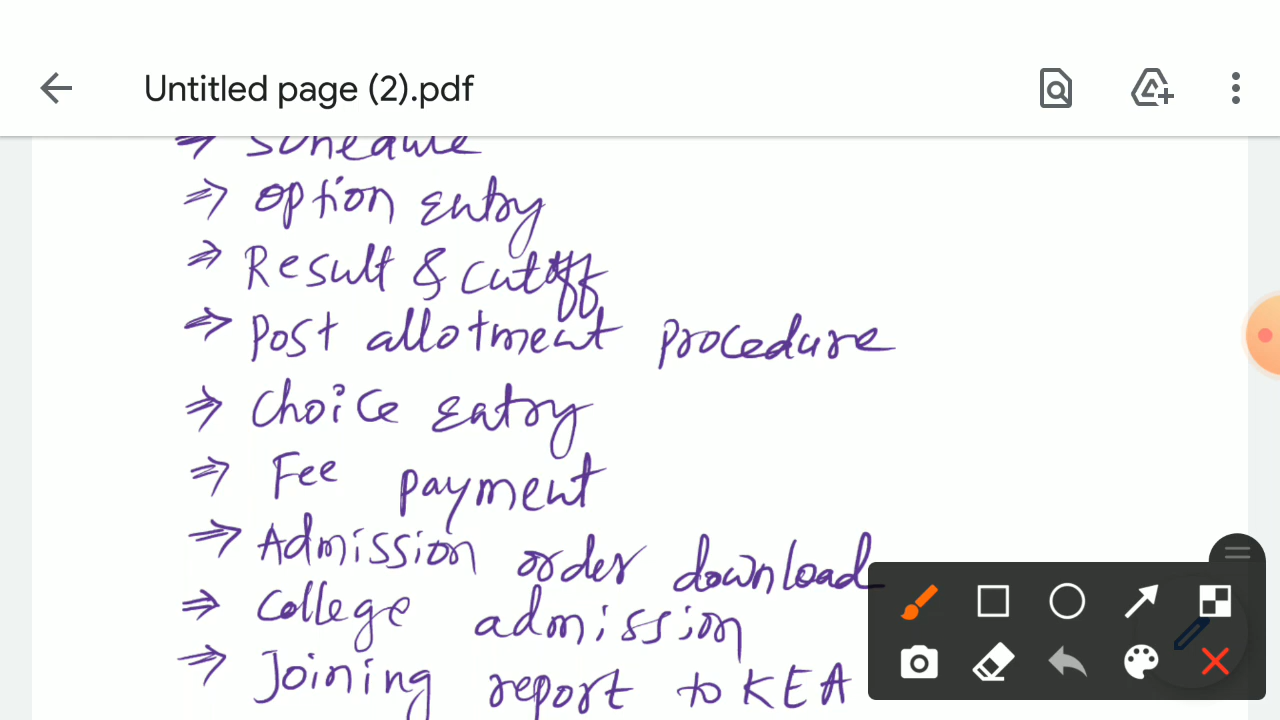 Untitled page (2).pdf
⇒ Schedule
⇒ option entry
⇒ Result & cutoff
⇒ Post allotment procedure
⇒ Choice entry
⇒ Fee payment
⇒ Admission order download
⇒ College admission
⇒ Joining report to KEA